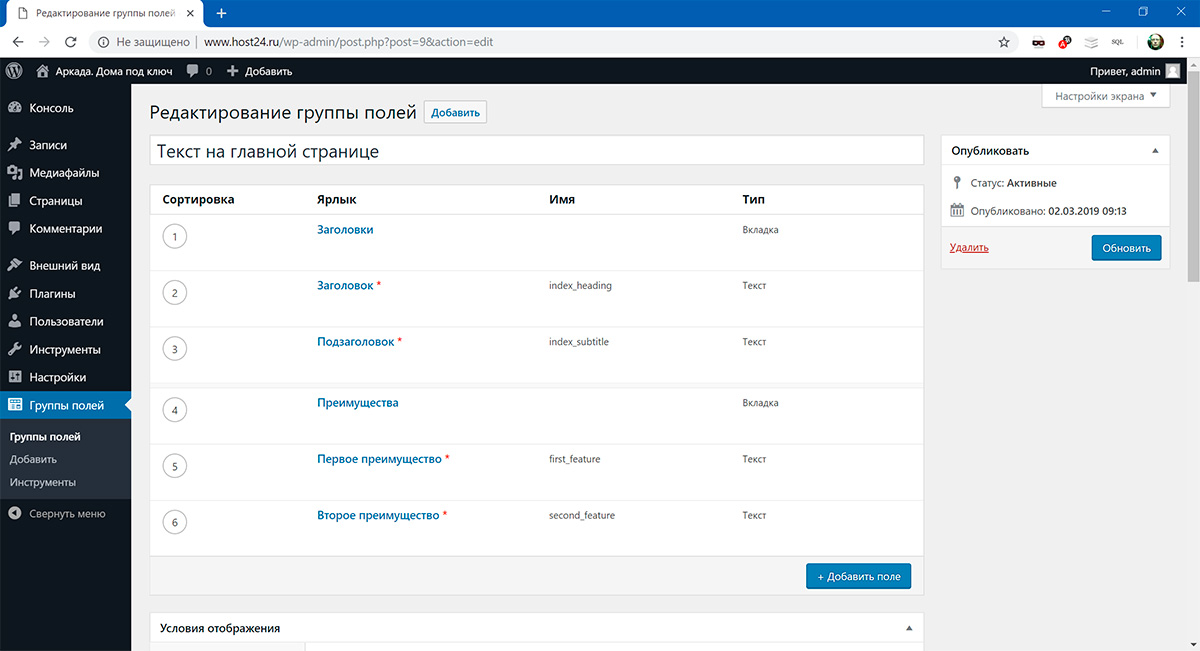 Редактирование группы полей
Не защищено | www.host24.ru/wp-admin/post.php?post=9&action=edit
SQL
Аркада. Дома под ключ 0 + Добавить Привет, admin
Настройки экрана
Консоль
Записи
Медиафайлы
Страницы
Комментарии
Внешний вид
Плагины
Пользователи
Инструменты
Настройки
Группы полей
Группы полей
Добавить
Инструменты
Свернуть меню
Редактирование группы полей Добавить
Текст на главной странице
Сортировка Ярлык Имя Тип
1 Заголовки Вкладка
2 Заголовок * index_heading Текст
3 Подзаголовок * index_subtitle Текст
4 Преимущества Вкладка
5 Первое преимущество * first_feature Текст
6 Второе преимущество * second_feature Текст
+ Добавить поле
Условия отображения
Опубликовать
Статус: Активные
Опубликовано: 02.03.2019 09:13
Удалить Обновить